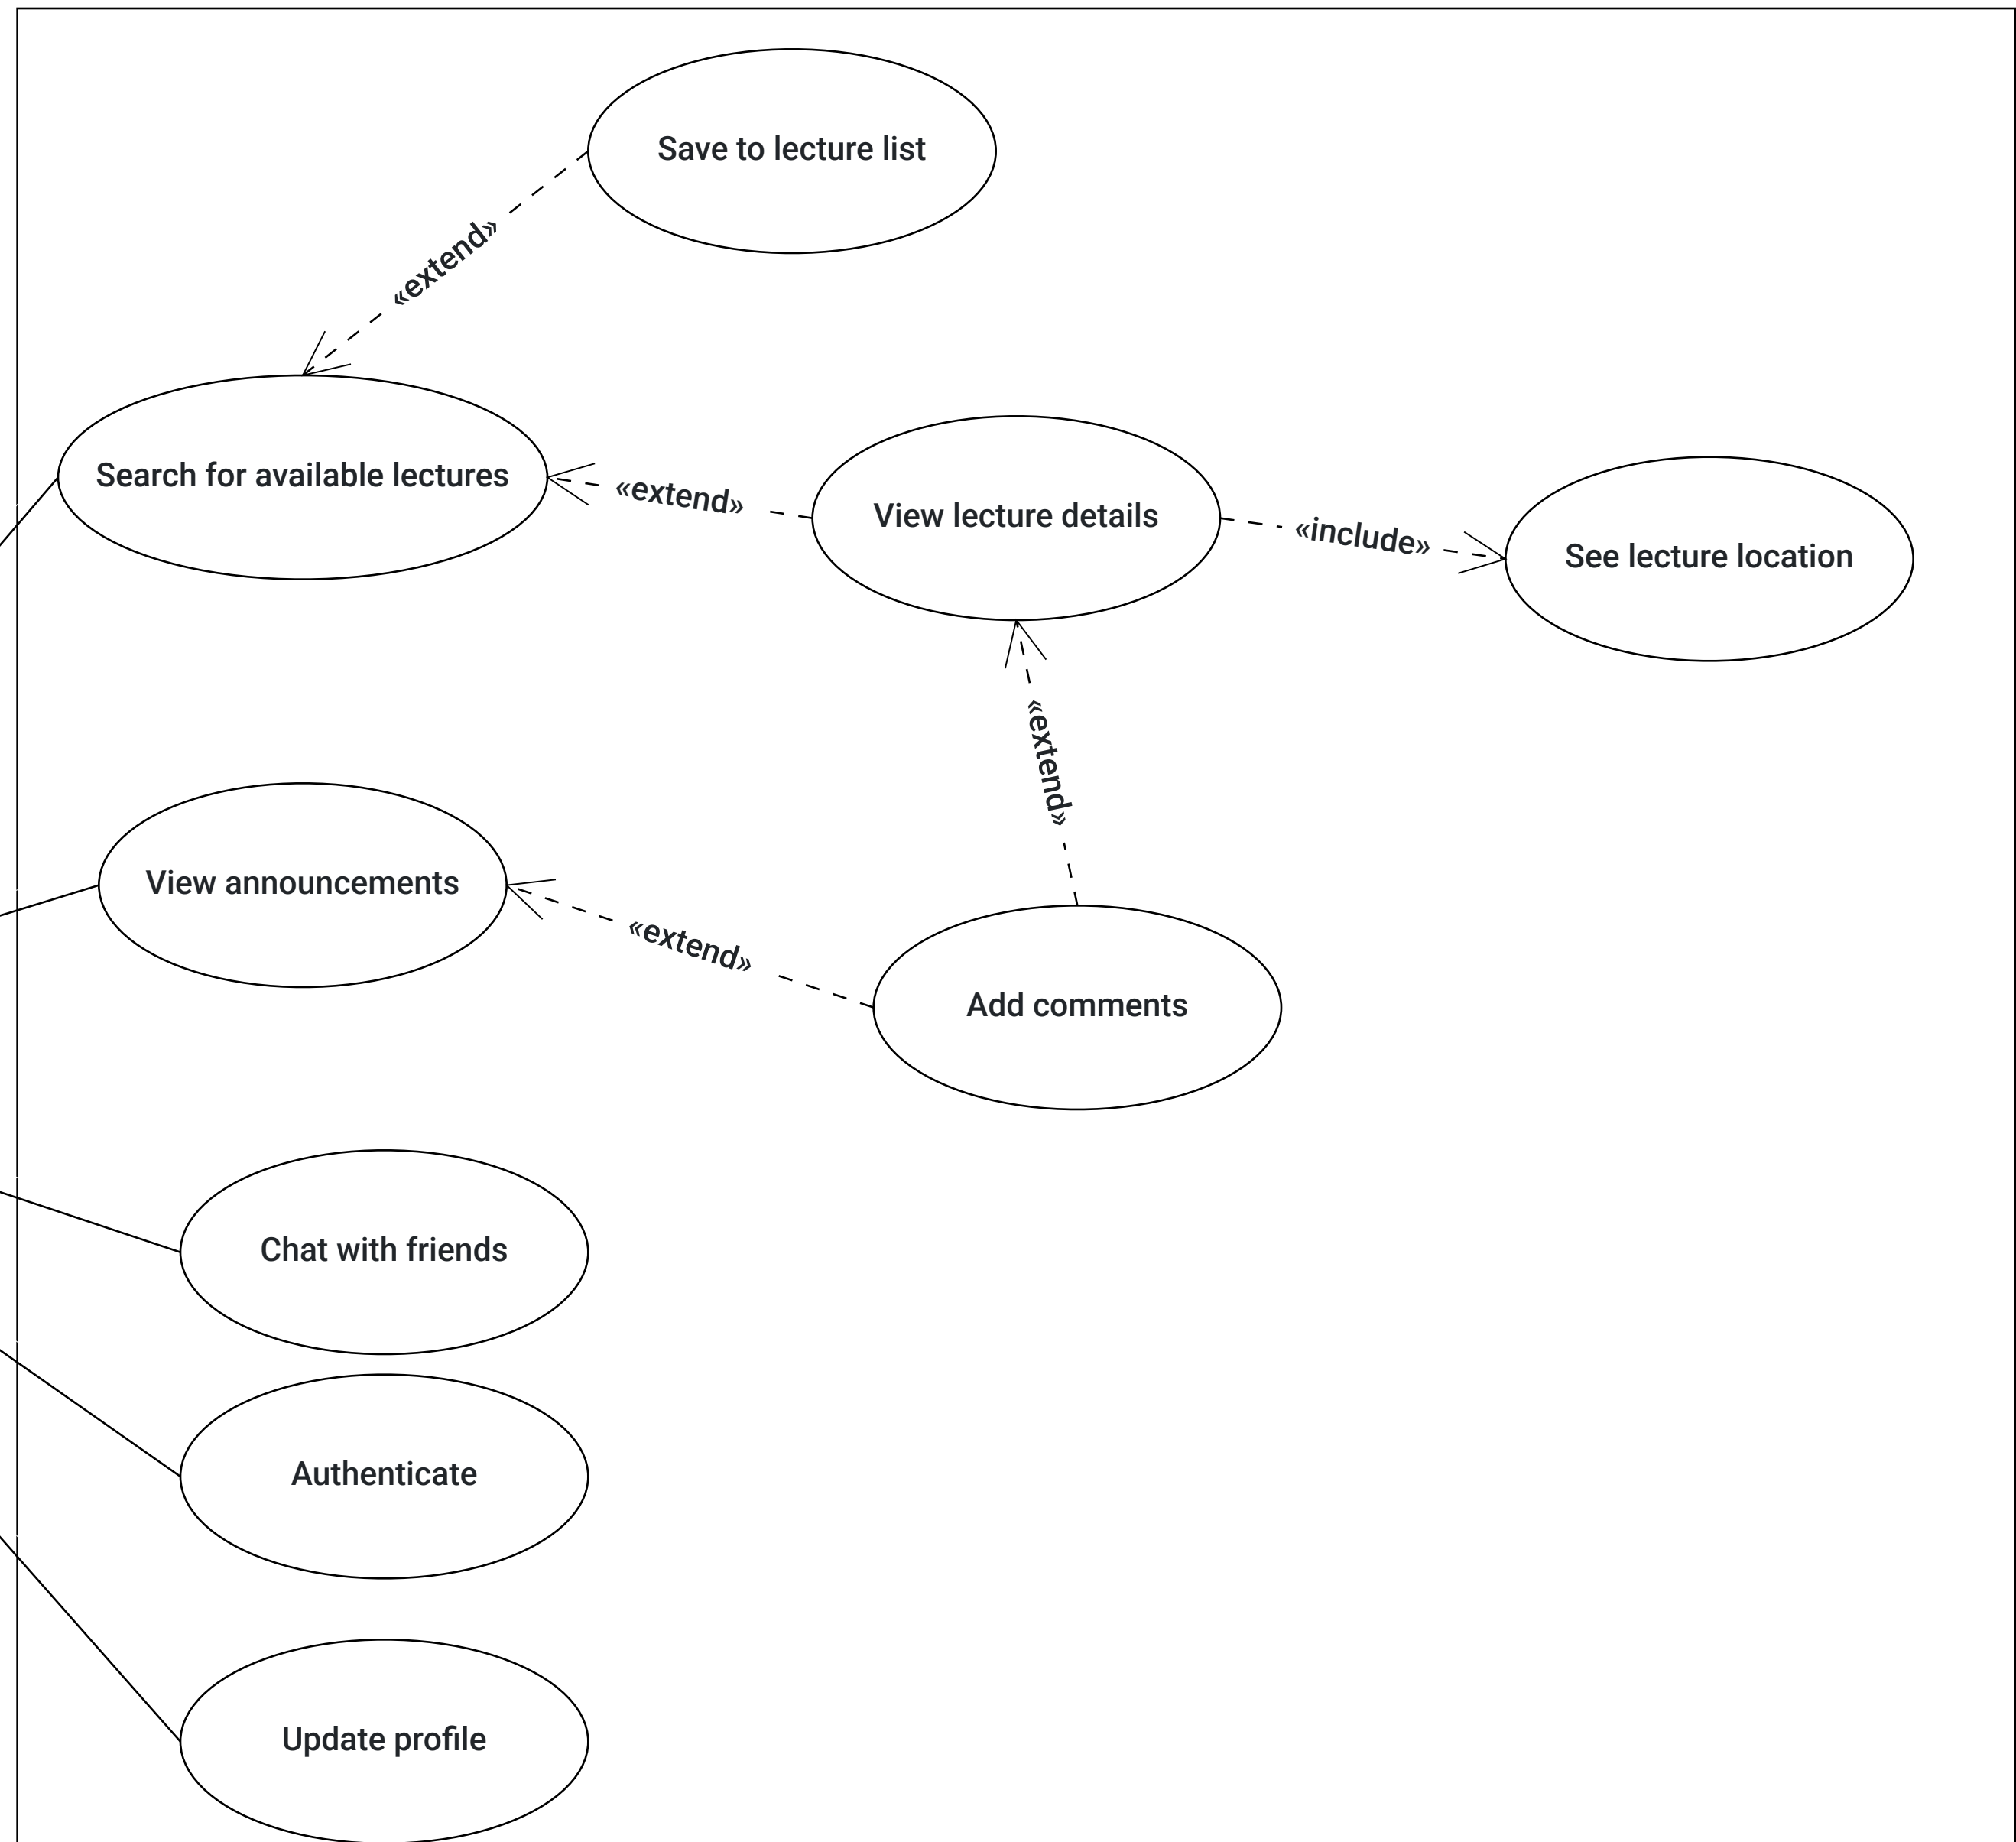 Save to lecture list
«extend»
Search for available lectures
«extend»
View lecture details
«include»
See lecture location
«extend»
View announcements
«extend»
Add comments
Chat with friends
Authenticate
Update profile